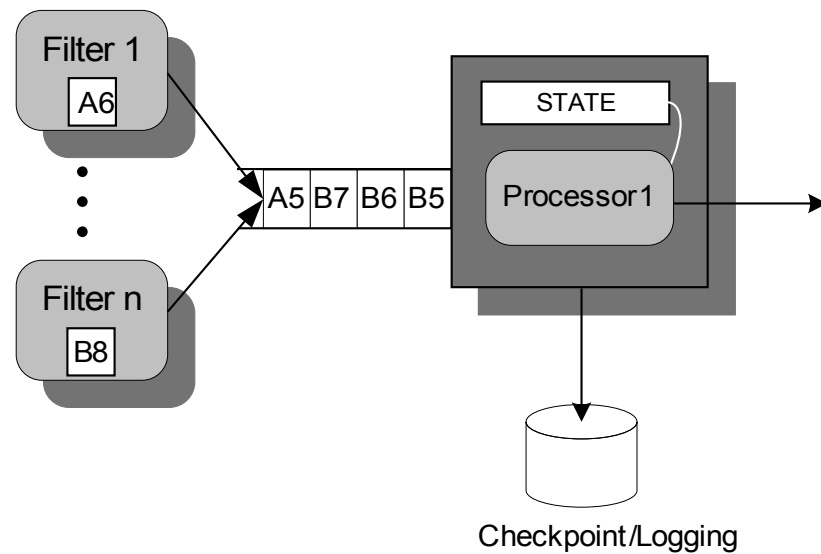 Filter 1
A6
STATE
A5 B7 B6 B5
Processor1
Filter n
B8
Checkpoint/Logging